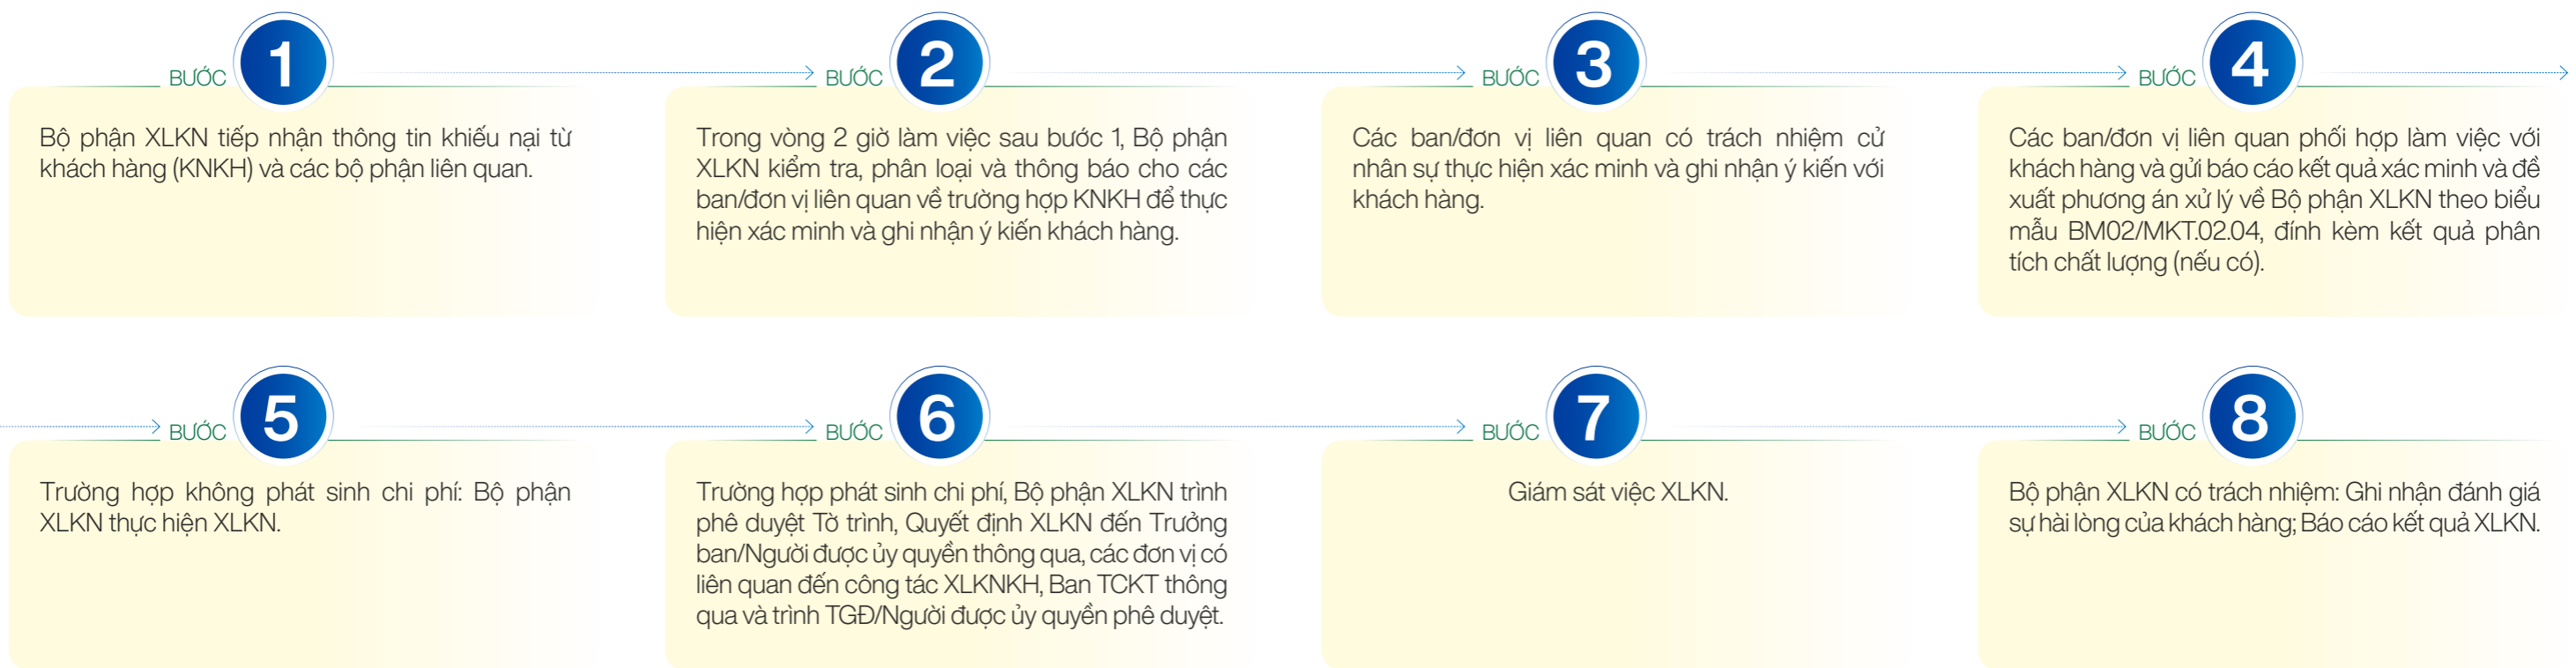 BƯỚC 1
Bộ phận XLKN tiếp nhận thông tin khiếu nại từ
khách hàng (KNKH) và các bộ phận liên quan.
BƯỚC 2
Trong vòng 2 giờ làm việc sau bước 1, Bộ phận
XLKN kiểm tra, phân loại và thông báo cho các
ban/đơn vị liên quan về trường hợp KNKH để thực
hiện xác minh và ghi nhận ý kiến khách hàng.
BƯỚC 3
Các ban/đơn vị liên quan có trách nhiệm cử
nhân sự thực hiện xác minh và ghi nhận ý kiến với
khách hàng.
BƯỚC 4
Các ban/đơn vị liên quan phối hợp làm việc với
khách hàng và gửi báo cáo kết quả xác minh và đề
xuất phương án xử lý về Bộ phận XLKN theo biểu
mẫu BM02/MKT.02.04, đính kèm kết quả phân
tích chất lượng (nếu có).
BƯỚC 5
Trường hợp không phát sinh chi phí: Bộ phận
XLKN thực hiện XLKN.
BƯỚC 6
Trường hợp phát sinh chi phí, Bộ phận XLKN trình
phê duyệt Tờ trình, Quyết định XLKN đến Trưởng
ban/Người được ủy quyền thông qua, các đơn vị có
liên quan đến công tác XLKNKH, Ban TCKT thông
qua và trình TGĐ/Người được ủy quyền phê duyệt.
BƯỚC 7
Giám sát việc XLKN.
BƯỚC 8
Bộ phận XLKN có trách nhiệm: Ghi nhận đánh giá
sự hài lòng của khách hàng; Báo cáo kết quả XLKN.